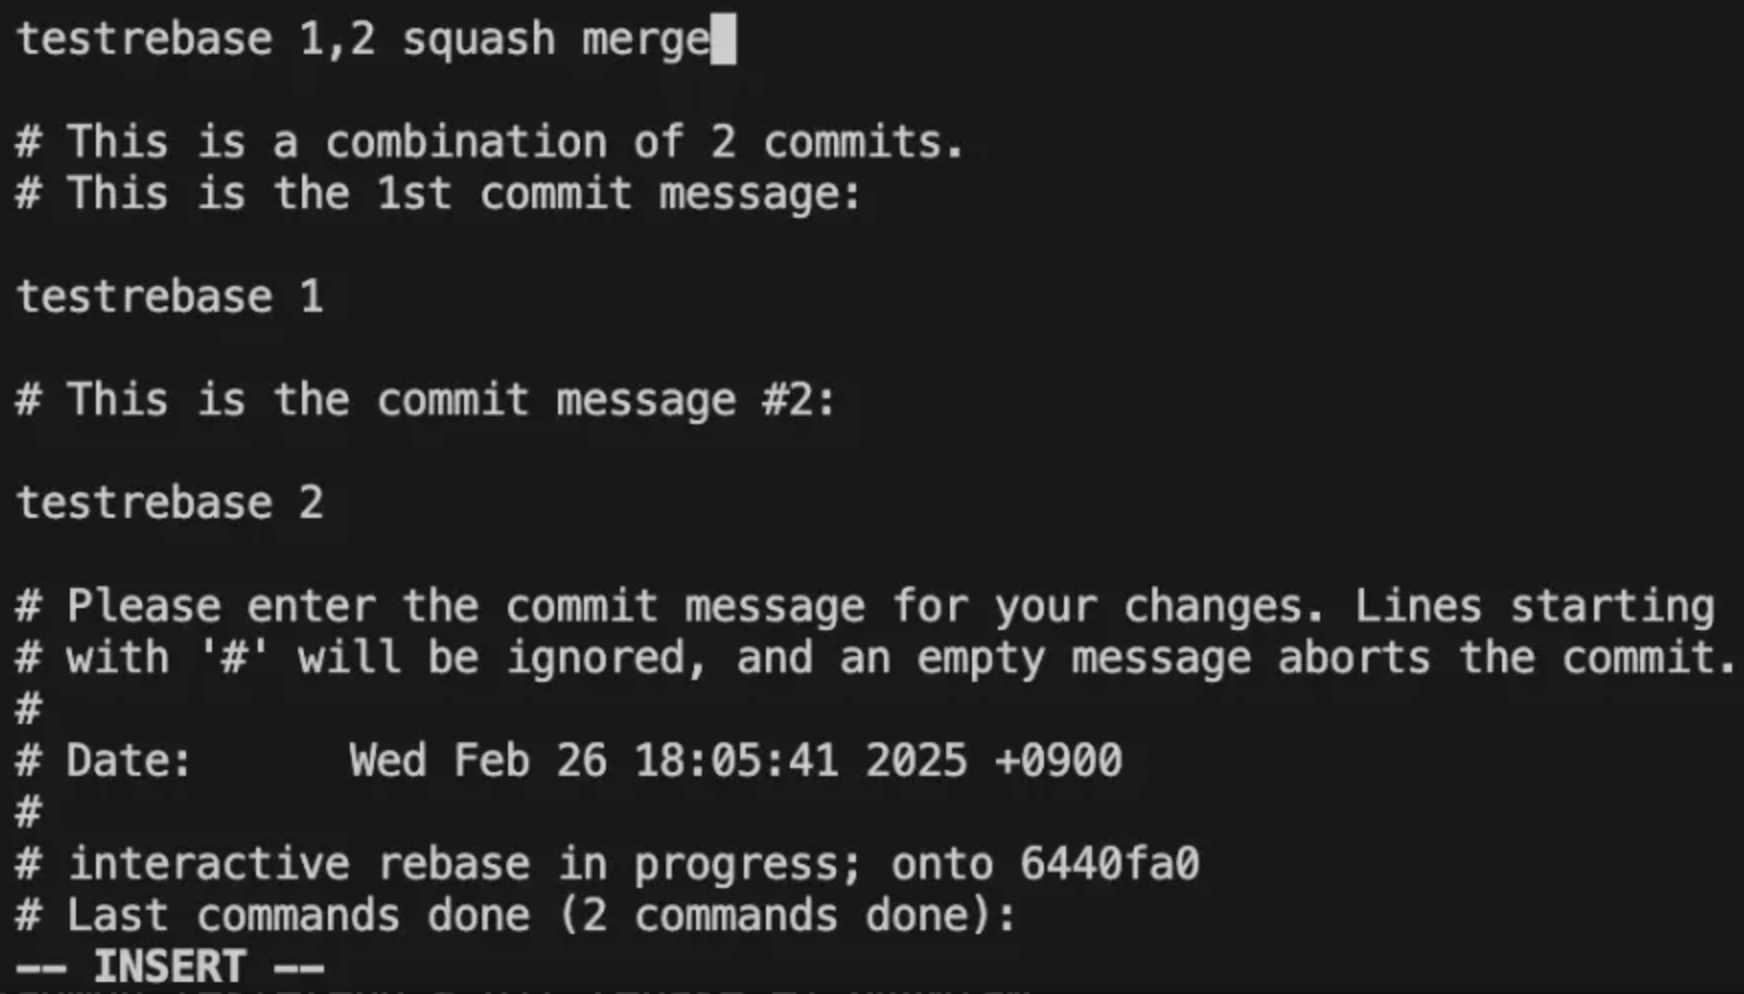 testrebase 1,2 squash merge
# This is a combination of 2 commits.
# This is the 1st commit message:
testrebase 1
# This is the commit message #2:
testrebase 2
# Please enter the commit message for your changes. Lines starting
# with '#' will be ignored, and an empty message aborts the commit.
#
# Date:      Wed Feb 26 18:05:41 2025 +0900
#
# interactive rebase in progress; onto 6440fa0
# Last commands done (2 commands done):
-- INSERT --